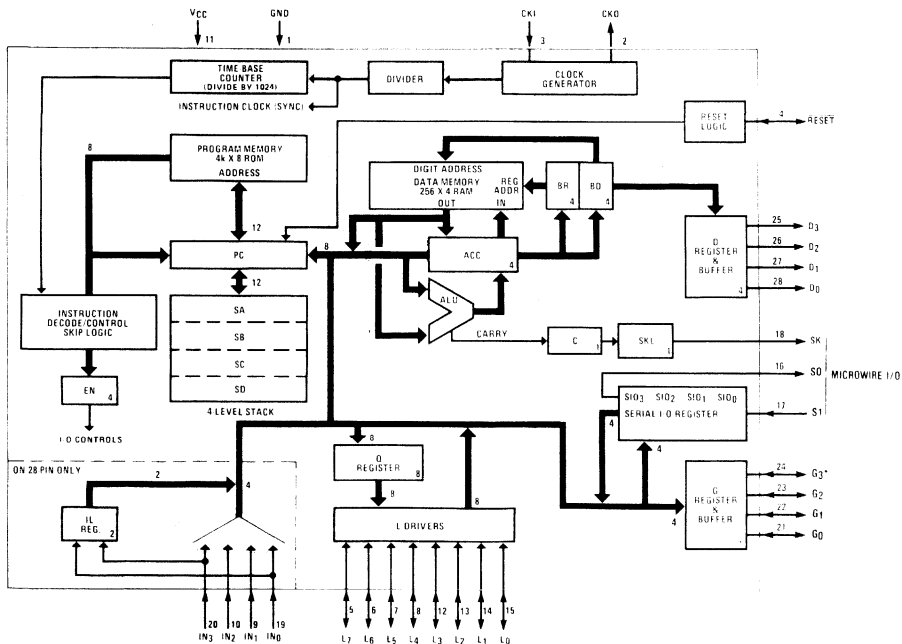 VCC GND CKI CKO
11 1 3 2
TIME BASE
COUNTER
(DIVIDE BY 1024)
DIVIDER
CLOCK
GENERATOR
INSTRUCTION CLOCK (SYNC)
RESET
LOGIC
4 RESET
8
PROGRAM MEMORY
4k X 8 ROM
ADDRESS
12
DIGIT ADDRESS
DATA MEMORY
256 X 4 RAM
REG
ADDR
OUT IN
BR
4
BD
4
PC
8
ACC
4
12
D
REGISTER
&
BUFFER
4
25 D3
26 D2
27 D1
28 D0
INSTRUCTION
DECODE/CONTROL
SKIP LOGIC
SA
SB
SC
SD
4 LEVEL STACK
ALU
CARRY
C
1
SKL
1
18 SK
16 SO
17 SI
MICROWIRE I/O
EN
4
I/O CONTROLS
SIO3 SIO2 SIO1 SIO0
SERIAL I/O REGISTER
4
4
ON 28 PIN ONLY
2
4
IL
REG.
2
8
Q
REGISTER
8
8
L DRIVERS
8
4
G
REGISTER
&
BUFFER
24 G3*
23 G2
22 G1
21 G0
20 10 9 19
IN3 IN2 IN1 IN0
5 6 7 8 12 13 14 15
L7 L6 L5 L4 L3 L2 L1 L0